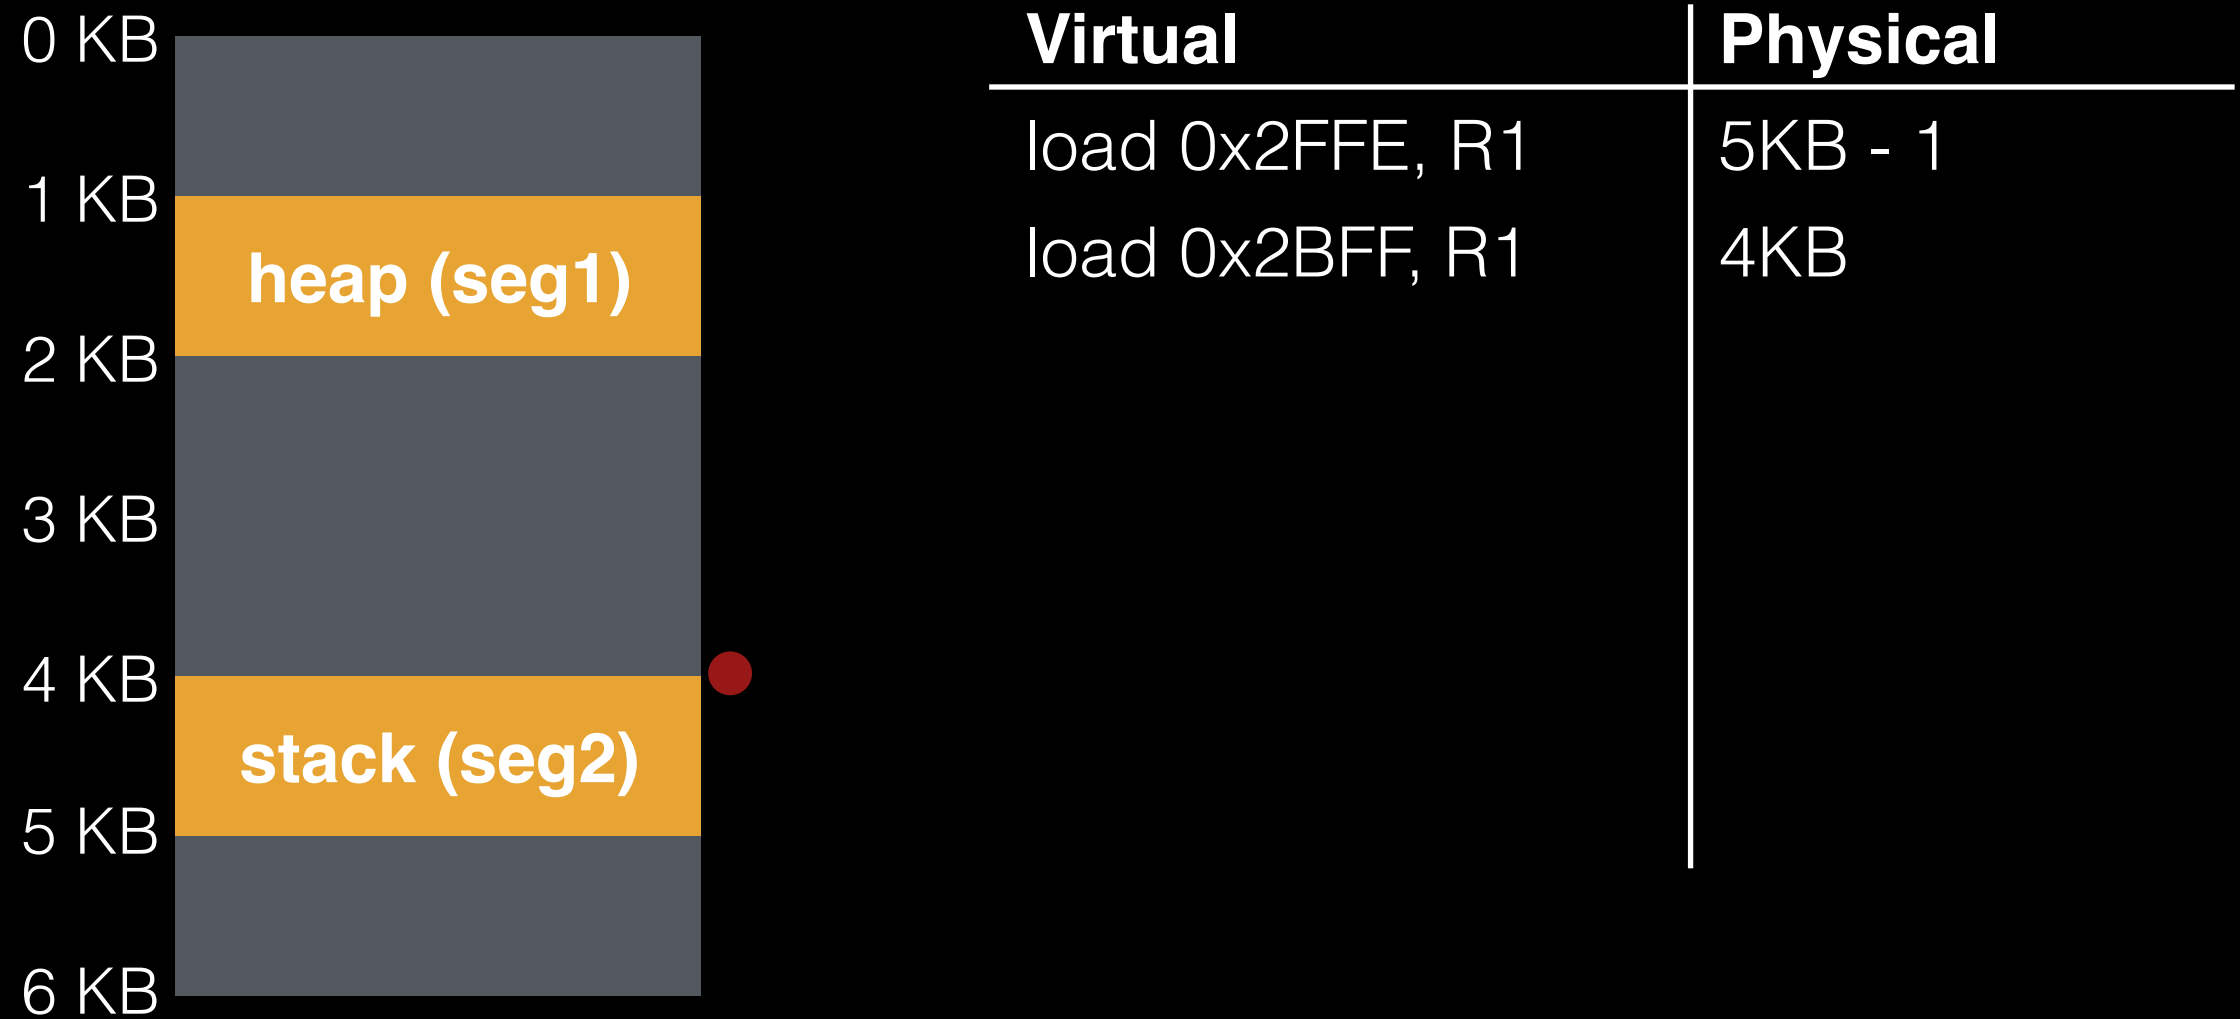 0 KB
1 KB
heap (seg1)
2 KB
3 KB
4 KB
stack (seg2)
5 KB
6 KB
Virtual Physical
load 0x2FFE, R1 5KB - 1
load 0x2BFF, R1 4KB